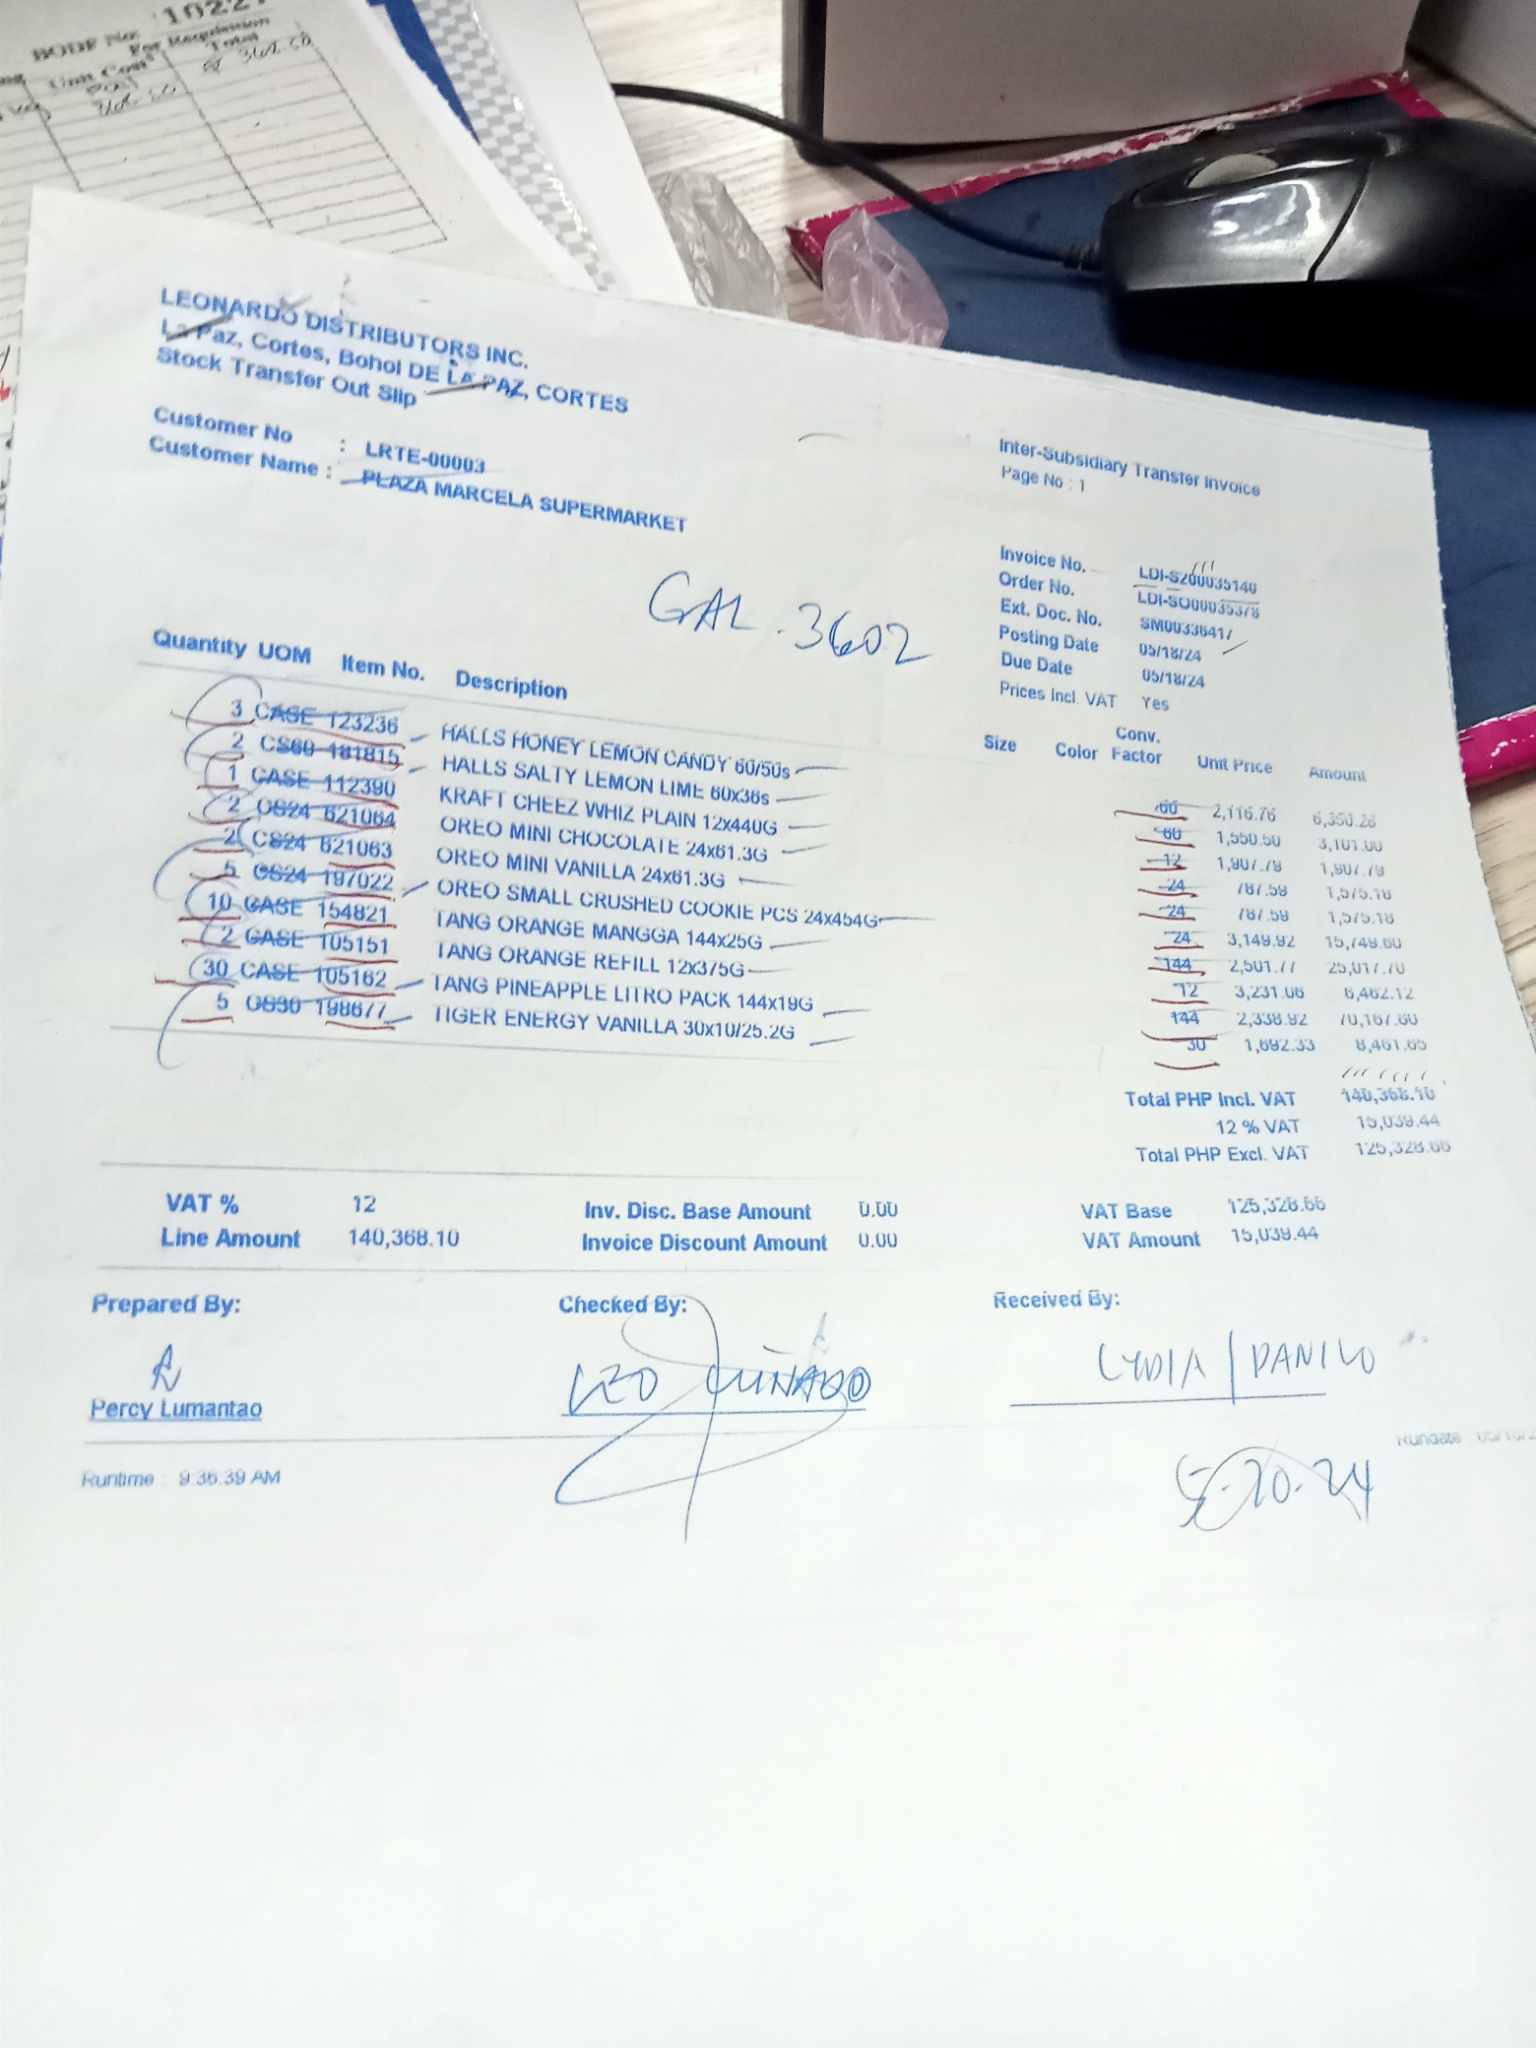 BODF No. 1022
For Requisition
Unit Cost Total
LEONARDO DISTRIBUTORS INC.
La Paz, Cortes, Bohol DE LA PAZ, CORTES
Stock Transfer Out Slip
Customer No : LRTE-00003
Customer Name : PLAZA MARCELA SUPERMARKET
Inter-Subsidiary Transfer Invoice
Page No : 1
Invoice No. LDI-S200035140
Order No. LDI-SO00035378
Ext. Doc. No. SM00336417
Posting Date 05/18/24
Due Date 05/18/24
Prices Incl. VAT Yes
GAL. 3602
Quantity UOM Item No. Description Size Color Conv. Factor Unit Price Amount
3 CASE 123236 HALLS HONEY LEMON CANDY 60/50s 60 2,116.76 6,350.28
2 CS60 181815 HALLS SALTY LEMON LIME 60x36s 60 1,550.50 3,101.00
1 CASE 112390 KRAFT CHEEZ WHIZ PLAIN 12x440G 12 1,907.79 1,907.79
2 CS24 621064 OREO MINI CHOCOLATE 24x61.3G 24 787.59 1,575.18
2 CS24 621063 OREO MINI VANILLA 24x61.3G 24 787.59 1,575.18
5 CS24 197022 OREO SMALL CRUSHED COOKIE PCS 24x454G 24 3,149.92 15,749.60
10 CASE 154821 TANG ORANGE MANGGA 144x25G 144 2,501.77 25,017.70
2 CASE 105151 TANG ORANGE REFILL 12x375G 12 3,231.06 6,462.12
30 CASE 105162 TANG PINEAPPLE LITRO PACK 144x19G 144 2,338.92 70,167.60
5 CS30 198677 TIGER ENERGY VANILLA 30x10/25.2G 30 1,692.33 8,461.65
Total PHP Incl. VAT 140,368.10
12 % VAT 15,039.44
Total PHP Excl. VAT 125,328.66
VAT % 12 Inv. Disc. Base Amount 0.00 VAT Base 125,328.66
Line Amount 140,368.10 Invoice Discount Amount 0.00 VAT Amount 15,039.44
Prepared By: Checked By: Received By:
Percy Lumantao LEO LYDIA / DANILO
Runtime : 9:36:39 AM Rundate
5-20-24